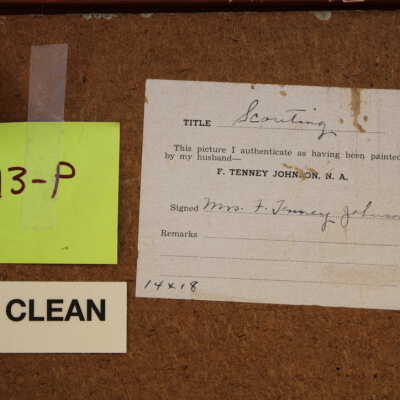 TITLE Scouting
This picture I authenticate as having been painted
by my husband—
F. TENNEY JOHNSON, N. A.
Signed Mrs. F. Tenney Johnson
Remarks
14 x 18
13-P
CLEAN